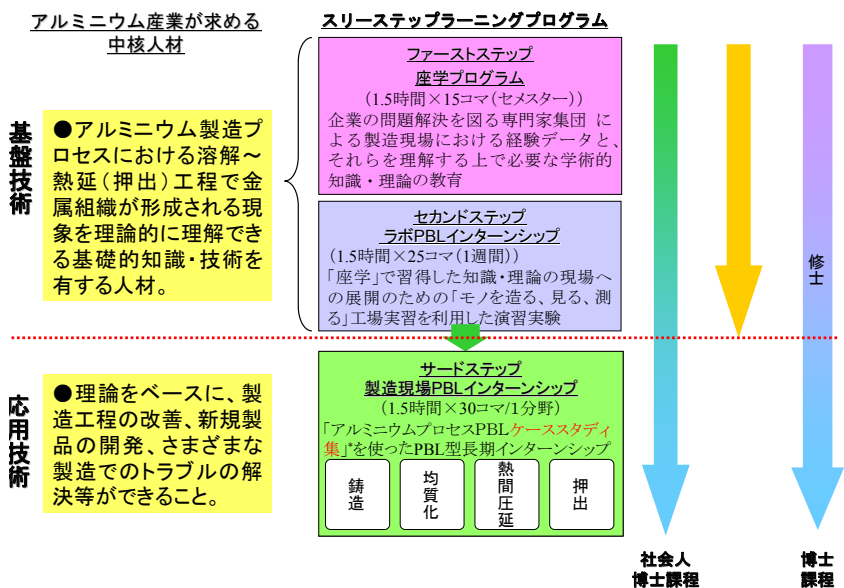 アルミニウム産業が求める
中核人材
スリーステップラーニングプログラム
基盤技術
●アルミニウム製造プ
ロセスにおける溶解～
熱延(押出)工程で金
属組織が形成される現
象を理論的に理解でき
る基礎的知識・技術を
有する人材。
ファーストステップ
座学プログラム
(1.5時間×15コマ(セメスター))
企業の問題解決を図る専門家集団 に
よる製造現場における経験データと、
それらを理解する上で必要な学術的
知識・理論の教育
セカンドステップ
ラボPBLインターンシップ
(1.5時間×25コマ(1週間))
「座学」で習得した知識・理論の現場へ
の展開のための「モノを造る、見る、測
る」工場実習を利用した演習実験
応用技術
●理論をベースに、製
造工程の改善、新規製
品の開発、さまざまな
製造でのトラブルの解
決等ができること。
サードステップ
製造現場PBLインターンシップ
(1.5時間×30コマ/1分野)
「アルミニウムプロセスPBLケーススタディ
集」*を使ったPBL型長期インターンシップ
鋳造
均質化
熱間圧延
押出
修士
社会人
博士課程
博士
課程